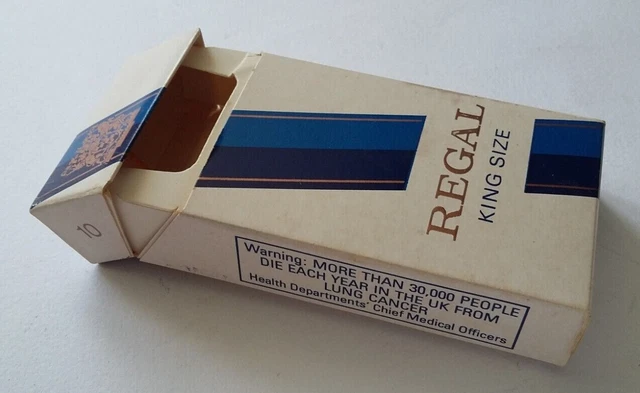 REGAL
KING SIZE
10
Warning: MORE THAN 30,000 PEOPLE
DIE EACH YEAR IN THE UK FROM
LUNG CANCER
Health Departments' Chief Medical Officers